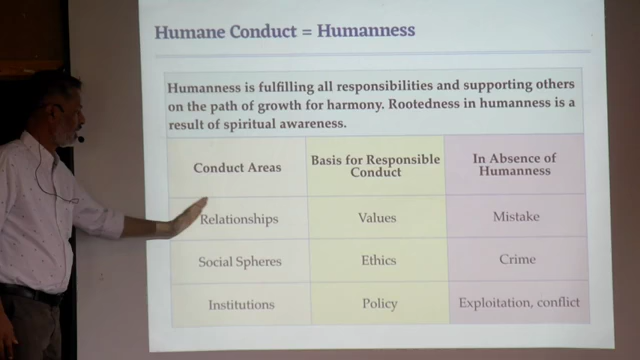 Humane Conduct = Humanness
Humanness is fulfilling all responsibilities and supporting others
on the path of growth for harmony. Rootedness in humanness is a
result of spiritual awareness.
Conduct Areas
Basis for Responsible
Conduct
In Absence of
Humanness
Relationships
Values
Mistake
Social Spheres
Ethics
Crime
Institutions
Policy
Exploitation, conflict